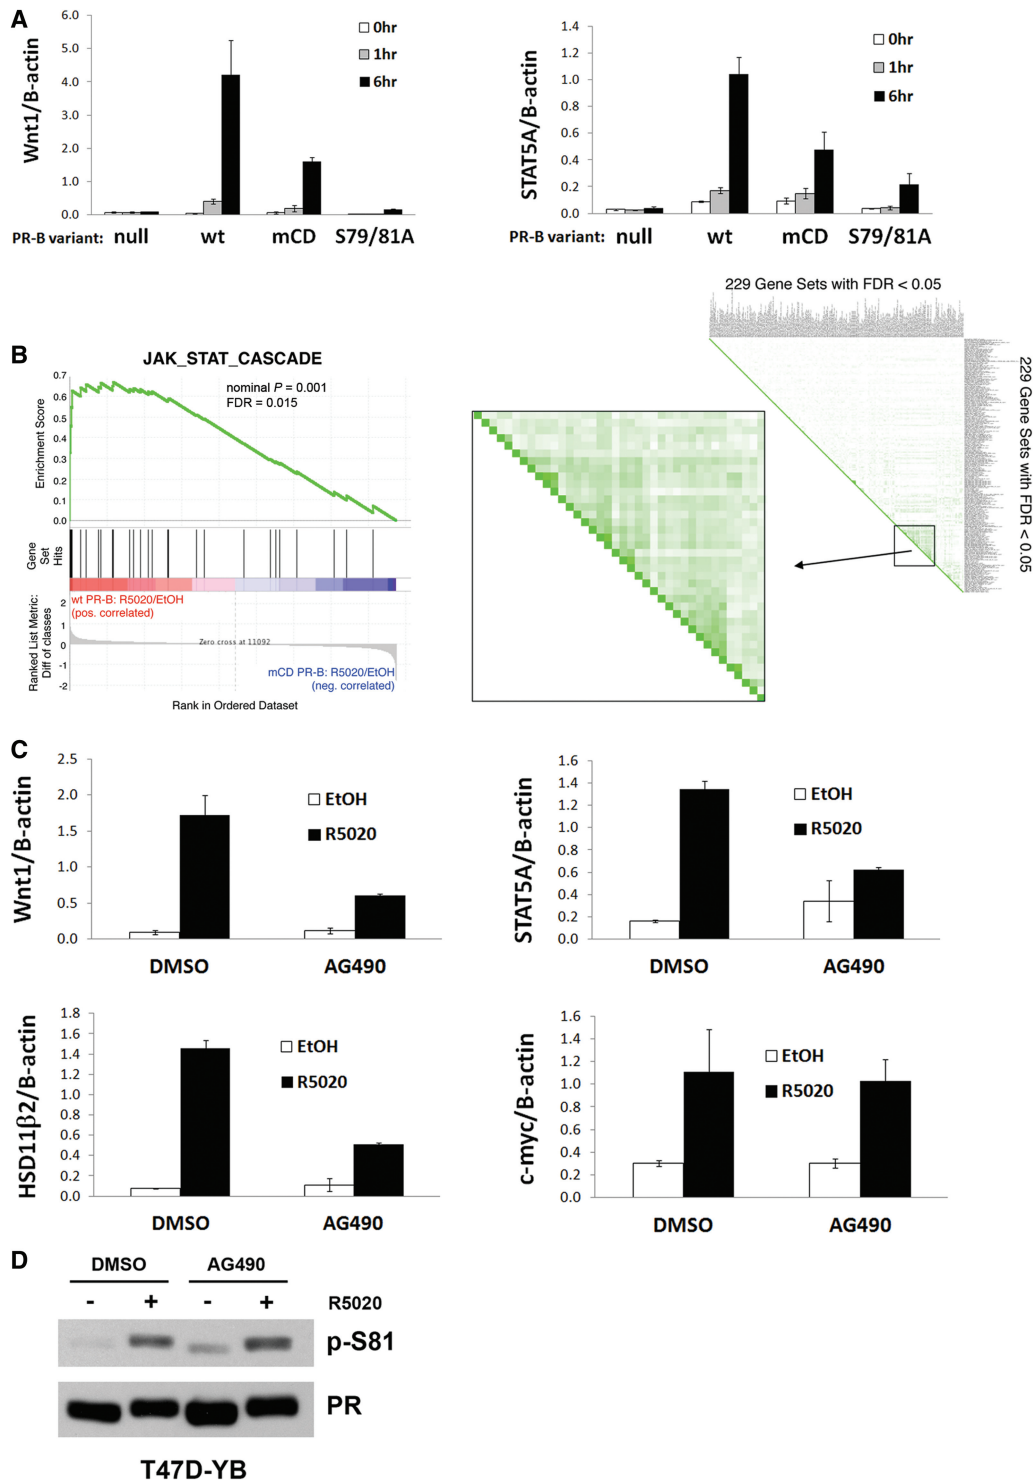 A
Wnt1/B-actin
6.0
5.0
4.0
3.0
2.0
1.0
0.0
0hr
1hr
6hr
PR-B variant: null wt mCD S79/81A
STAT5A/B-actin
1.4
1.2
1.0
0.8
0.6
0.4
0.2
0.0
0hr
1hr
6hr
PR-B variant: null wt mCD S79/81A
B
JAK_STAT_CASCADE
nominal P = 0.001
FDR = 0.015
Enrichment Score
0.7
0.6
0.5
0.4
0.3
0.2
0.1
0.0
Gene
Set
Hits
wt PR-B: R5020/EtOH
(pos. correlated)
Ranked List Metric:
Diff of classes
2
1
0
-1
-2
Zero cross at 11092
mCD PR-B: R5020/EtOH
(neg. correlated)
Rank in Ordered Dataset
229 Gene Sets with FDR < 0.05
229 Gene Sets with FDR < 0.05
C
Wnt1/B-actin
2.5
2.0
1.5
1.0
0.5
0.0
EtOH
R5020
DMSO AG490
STAT5A/B-actin
1.6
1.4
1.2
1.0
0.8
0.6
0.4
0.2
0.0
EtOH
R5020
DMSO AG490
HSD11β2/B-actin
1.8
1.6
1.4
1.2
1.0
0.8
0.6
0.4
0.2
0.0
EtOH
R5020
DMSO AG490
c-myc/B-actin
1.6
1.4
1.2
1.0
0.8
0.6
0.4
0.2
0.0
EtOH
R5020
DMSO AG490
D
DMSO AG490
- + - + R5020
p-S81
PR
T47D-YB